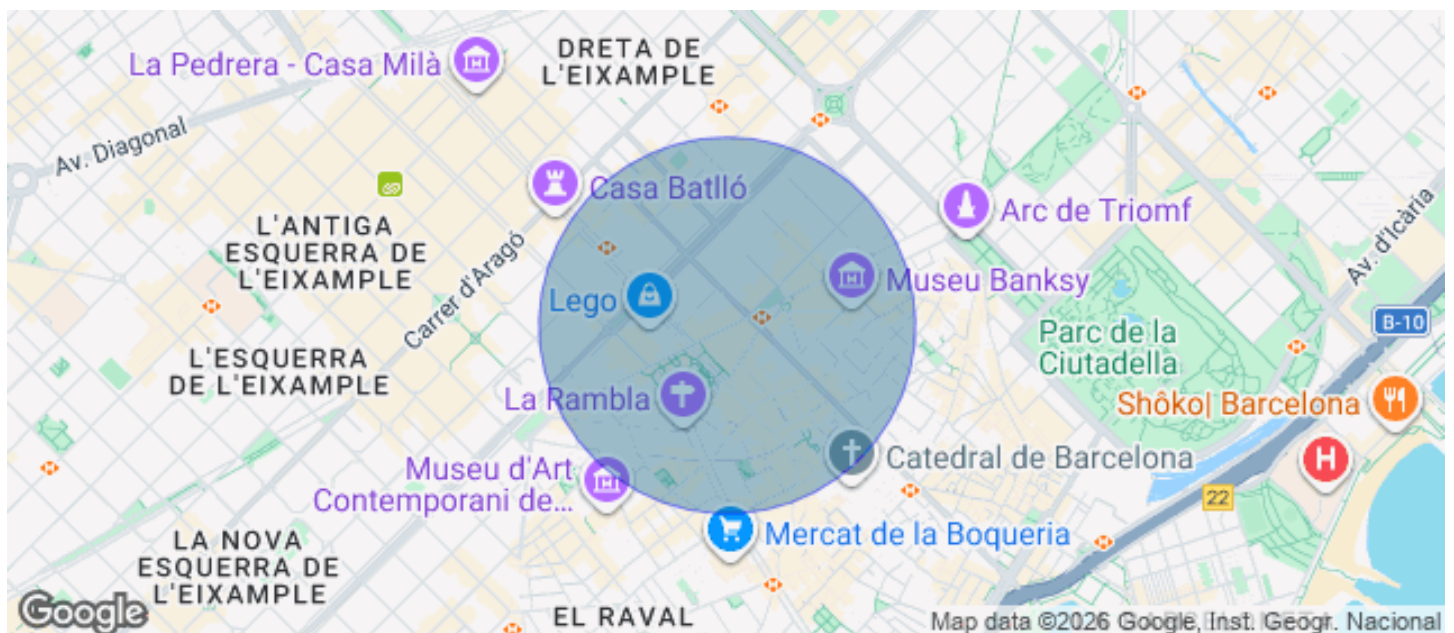 DRETA DE
L'EIXAMPLE
La Pedrera - Casa Milà
Av. Diagonal
Casa Batlló
Arc de Triomf
L'ANTIGA
ESQUERRA DE
L'EIXAMPLE
Carrer d'Aragó
Av. d'Icària
Museu Banksy
Lego
B-10
Parc de la
Ciutadella
L'ESQUERRA
DE L'EIXAMPLE
La Rambla
Shôko| Barcelona
Catedral de Barcelona
H
Museu d'Art
Contemporani de...
22
Mercat de la Boqueria
LA NOVA
ESQUERRA DE
L'EIXAMPLE
EL RAVAL
Google
Map data ©2026 Google, Inst. Geogr. Nacional